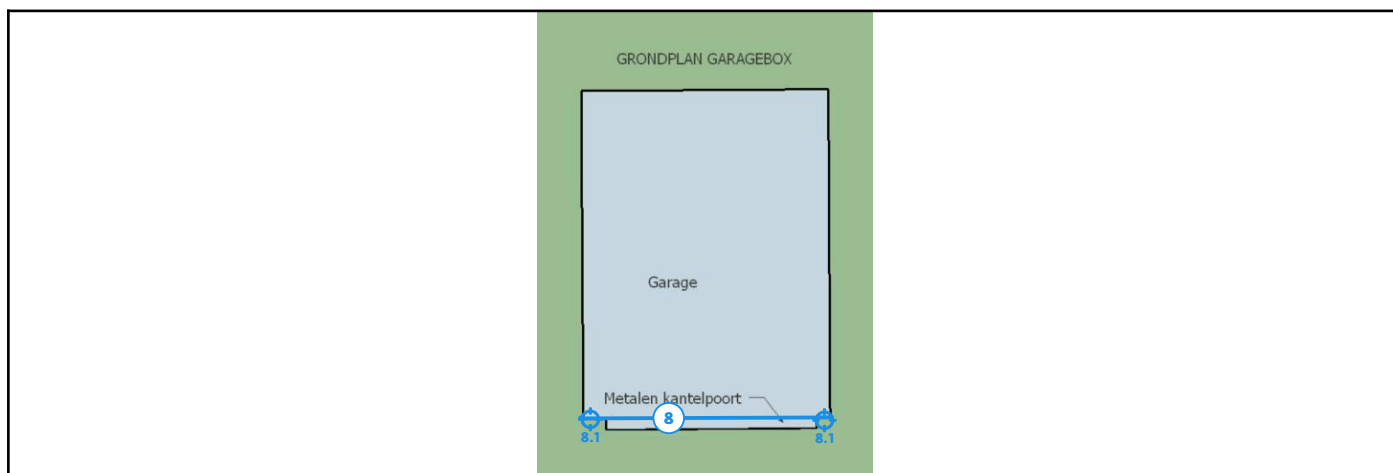 GRONDPLAN GARAGEBOX
Garage
Metalen kantelpoort
8
8.1 8.1